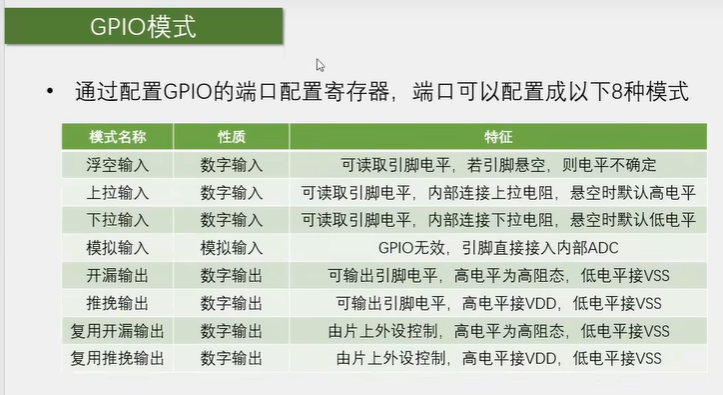 GPIO模式
• 通过配置GPIO的端口配置寄存器，端口可以配置成以下8种模式
模式名称 性质 特征
浮空输入 数字输入 可读取引脚电平，若引脚悬空，则电平不确定
上拉输入 数字输入 可读取引脚电平，内部连接上拉电阻，悬空时默认高电平
下拉输入 数字输入 可读取引脚电平，内部连接下拉电阻，悬空时默认低电平
模拟输入 模拟输入 GPIO无效，引脚直接接入内部ADC
开漏输出 数字输出 可输出引脚电平，高电平为高阻态，低电平接VSS
推挽输出 数字输出 可输出引脚电平，高电平接VDD，低电平接VSS
复用开漏输出 数字输出 由片上外设控制，高电平为高阻态，低电平接VSS
复用推挽输出 数字输出 由片上外设控制，高电平接VDD，低电平接VSS